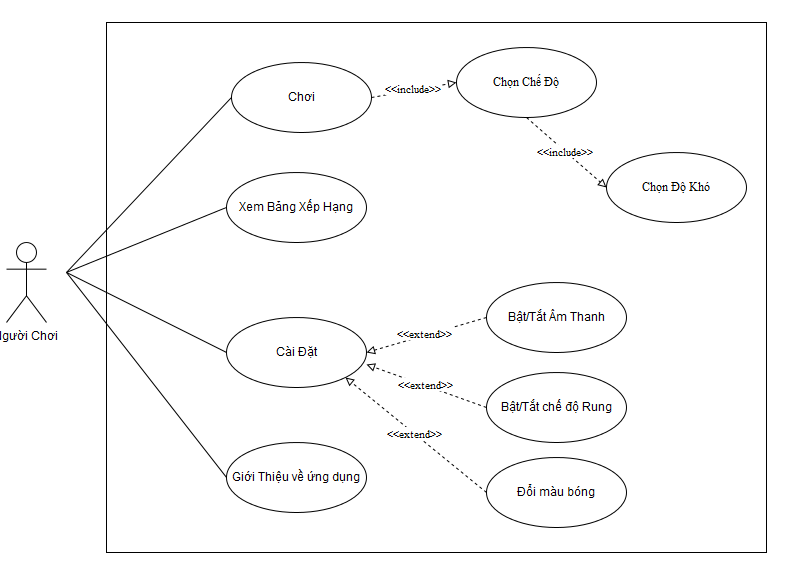 Chơi
<<include>>
Chọn Chế Độ
<<include>>
Chọn Độ Khó
Xem Bảng Xếp Hạng
Người Chơi
Cài Đặt
<<extend>>
Bật/Tắt Âm Thanh
<<extend>>
Bật/Tắt chế độ Rung
<<extend>>
Đổi màu bóng
Giới Thiệu về ứng dụng